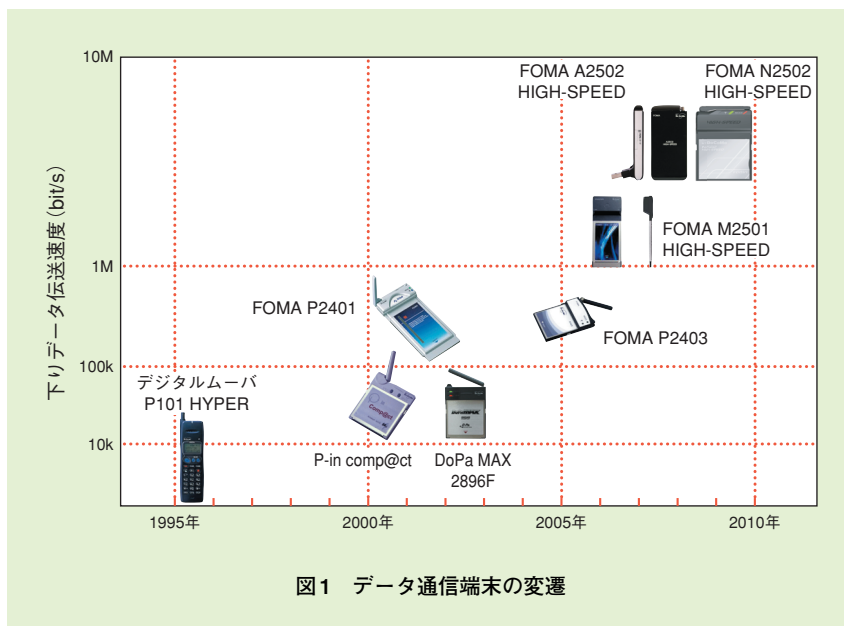 10M
FOMA A2502
HIGH-SPEED
FOMA N2502
HIGH-SPEED
下りデータ伝送速度(bit/s)
FOMA M2501
HIGH-SPEED
1M
FOMA P2401
FOMA P2403
100k
デジタルムーバ
P101 HYPER
10k
P-in comp@ct
DoPa MAX
2896F
1995年
2000年
2005年
2010年
図1 データ通信端末の変遷